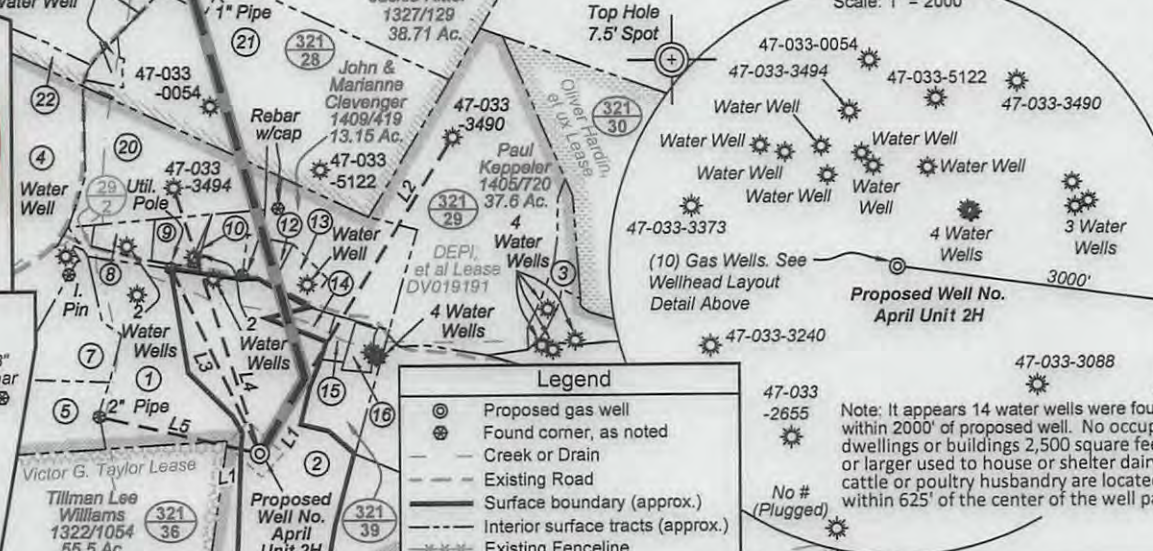 Water Well
1" Pipe
21
321
28
1327/129
38.71 Ac.
Top Hole
7.5' Spot
Scale: 1" = 2000'
22
47-033
-0054
John &
Marianne
Clevenger
1409/419
13.15 Ac.
Rebar
w/cap
47-033
-3490
Oliver Hardin,
et ux Lease
321
30
20
4
Water
Well
29
2
Util.
Pole
47-033
-3494
47-033
-5122
L2
321
29
Paul
Keppeler
1405/720
37.6 Ac.
9
10
12
13
Water
Well
4
Water
Wells
3
DEPI,
et al Lease
DV019191
8
I.
Pin
14
2
Water
Wells
2
Water
Wells
4 Water
Wells
7
1
L3
L4
15
16
5
2" Pipe
L5
L1
2
Victor G. Taylor Lease
L1
Tillman Lee
Williams
1322/1054
55.5 Ac.
321
36
Proposed
Well No.
April
Unit 2H
321
39
47-033-0054
47-033-3494
47-033-5122
47-033-3490
Water Well
Water Well
Water Well
Water Well
Water Well
Water
Well
Water Well
47-033-3373
4 Water
Wells
3 Water
Wells
(10) Gas Wells. See
Wellhead Layout
Detail Above
3000'
Proposed Well No.
April Unit 2H
47-033-3240
47-033-3088
47-033
-2655
No #
(Plugged)
Note: It appears 14 water wells were fou
within 2000' of proposed well. No occup
dwellings or buildings 2,500 square fee
or larger used to house or shelter dair
cattle or poultry husbandry are locate
within 625' of the center of the well pa
Legend
Proposed gas well
Found corner, as noted
Creek or Drain
Existing Road
Surface boundary (approx.)
Interior surface tracts (approx.)
Existing Fenceline